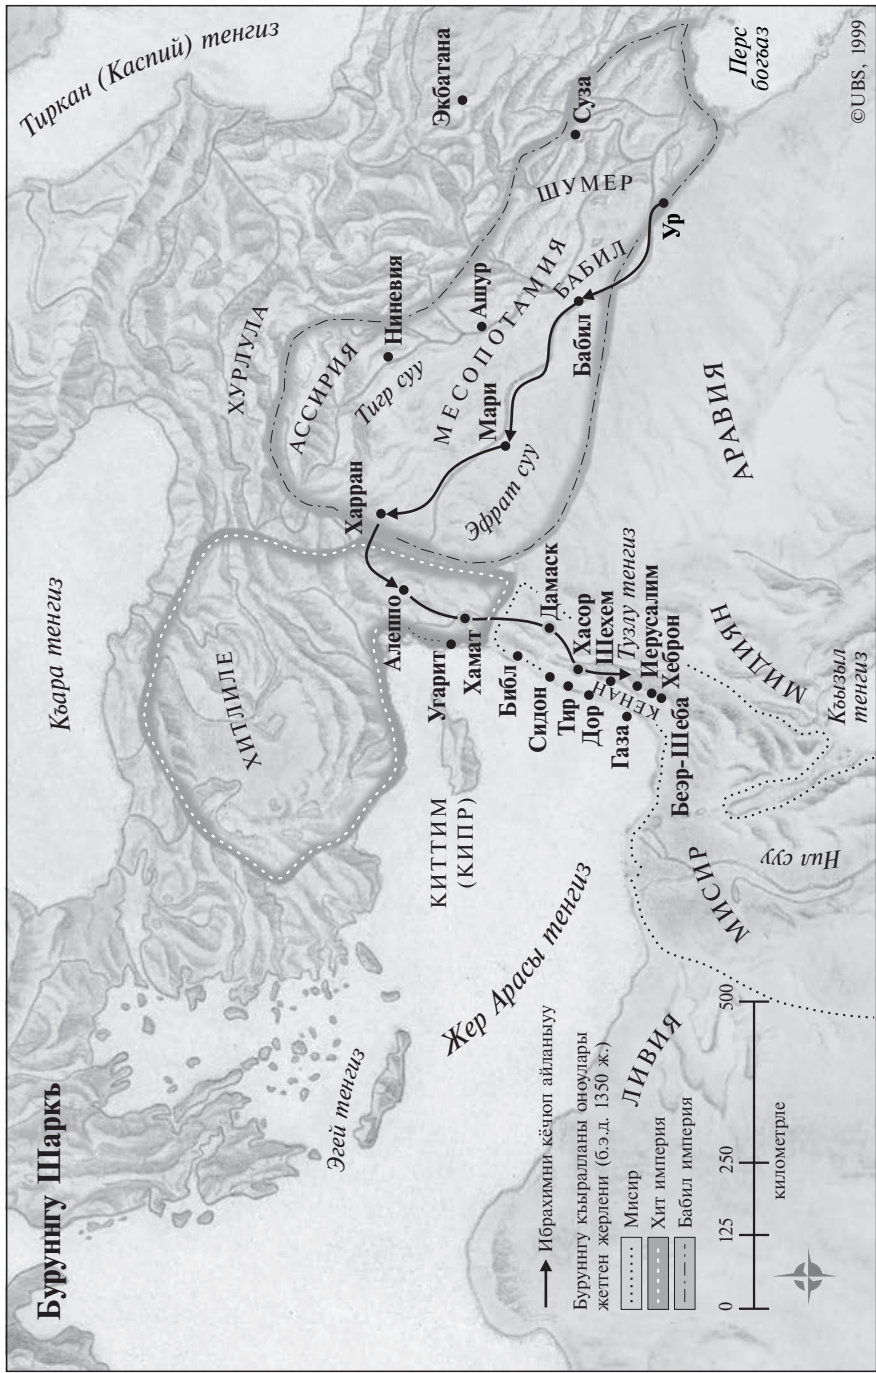 Буруннгу Шаркъ
Тиркан (Каспий) тенгиз
Къара тенгиз
Экбатана
Суза
Перс
богъаз
©UBS, 1999
ШУМЕР
Ур
ХУРЛУЛА
АССИРИЯ
Ниневия
Ашур
Тигр суу
МЕСОПОТАМИЯ
БАБИЛ
Бабил
Мари
Эфрат суу
Харран
АРАВИЯ
ХИТЛИЛЕ
Алеппо
Угарит
Хамат
Библ
Дамаск
Сидон
Тир
Дор
Хасор
Шехем
Тузлу тенгиз
Иерусалим
Хеброн
КЕНАН
Газа
Беэр-Шеба
МИДИЯН
Къызыл
тенгиз
КИТТИМ
(КИПР)
МИСИР
Нил суу
Жер Арасы тенгиз
Эгей тенгиз
ЛИВИЯ
Ибрахимни кёчюп айланыуу
Буруннгу къыралланы оноулары
жетген жерлени (б.э.д. 1350 ж.)
Мисир
Хит империя
Бабил империя
0 125 250 500
километрле